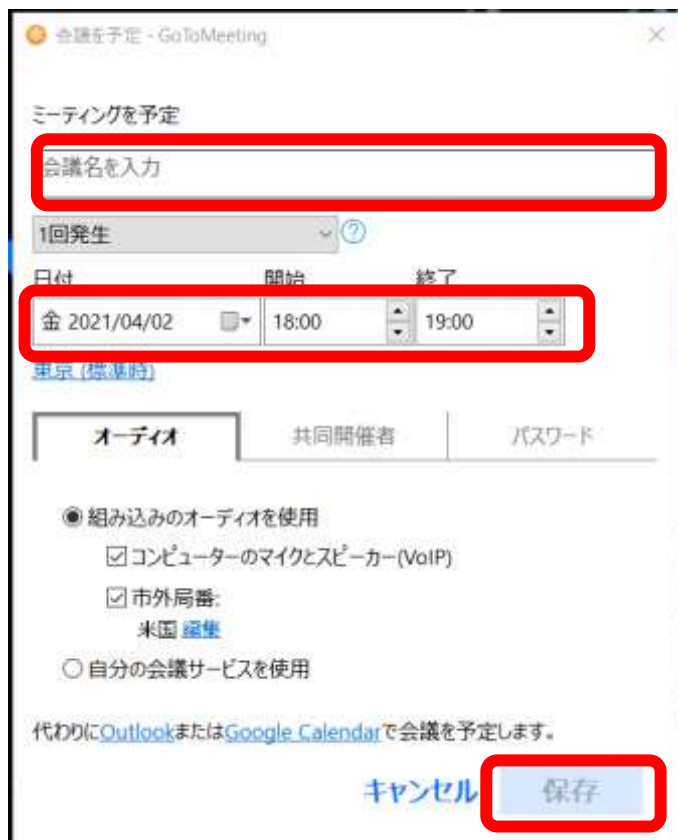 会議を予定 - GoToMeeting
ミーティングを予定
会議名を入力
1回発生
日付 開始 終了
金 2021/04/02 18:00 19:00
東京 (標準時)
オーディオ 共同開催者 パスワード
組み込みのオーディオを使用
コンピューターのマイクとスピーカー(VoIP)
市外局番:
米国 編集
自分の会議サービスを使用
代わりにOutlookまたはGoogle Calendarで会議を予定します。
キャンセル 保存